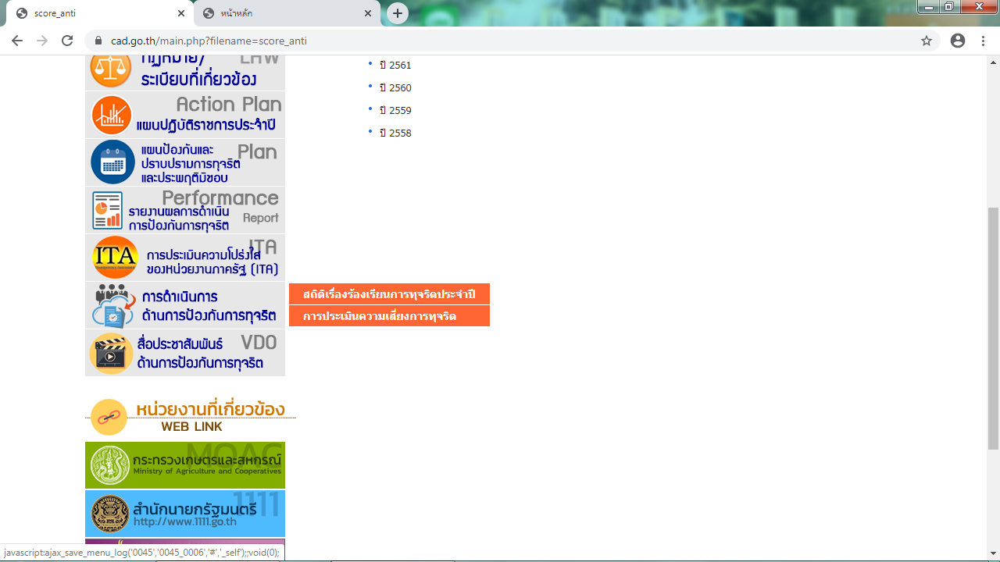 score_anti
หน้าหลัก
cad.go.th/main.php?filename=score_anti
กฎหมาย/ LAW
ระเบียบที่เกี่ยวข้อง
Action Plan
แผนปฏิบัติราชการประจำปี
แผนป้องกันและ Plan
ปราบปรามการทุจริต
และประพฤติมิชอบ
Performance
รายงานผลการดำเนิน Report
การป้องกันการทุจริต
ITA ITA
การประเมินความโปร่งใส
ของหน่วยงานภาครัฐ (ITA)
การดำเนินการ
ด้านการป้องกันการทุจริต
สื่อประชาสัมพันธ์ VDO
ด้านการป้องกันการทุจริต
ปี 2561
ปี 2560
ปี 2559
ปี 2558
สถิติเรื่องร้องเรียนการทุจริตประจำปี
การประเมินความเสี่ยงการทุจริต
หน่วยงานที่เกี่ยวข้อง
WEB LINK
MOAC
กระทรวงเกษตรและสหกรณ์
Ministry of Agriculture and Cooperatives
1111
สำนักนายกรัฐมนตรี
http://www.1111.go.th
javascript:ajax_save_menu_log('0045','0045_0006','#','_self');;void(0);